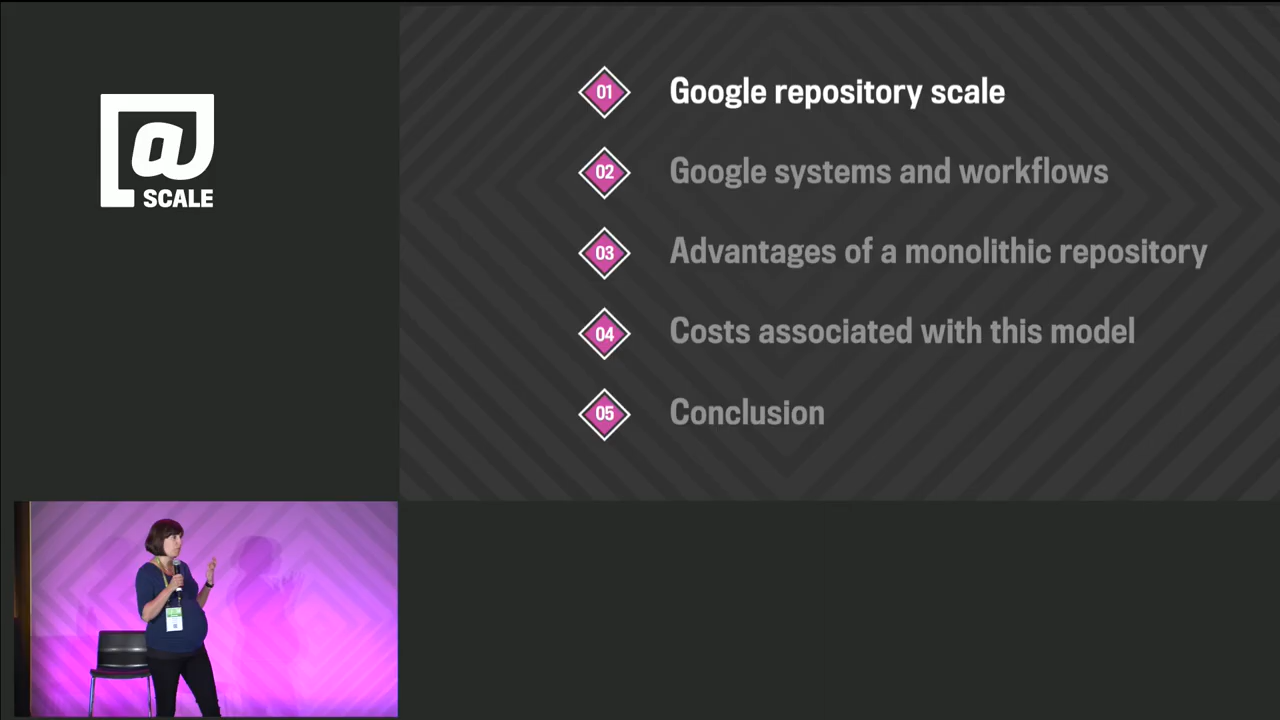 @
SCALE
01 Google repository scale
02 Google systems and workflows
03 Advantages of a monolithic repository
04 Costs associated with this model
05 Conclusion